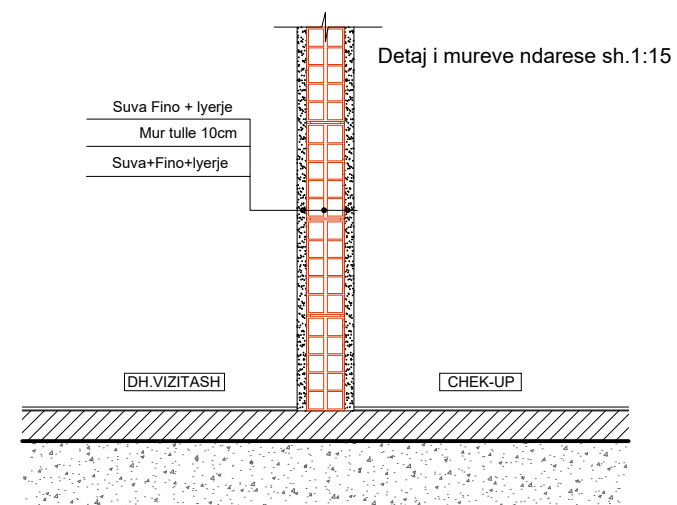 Detaj i mureve ndarese sh.1:15
Suva Fino + lyerje
Mur tulle 10cm
Suva+Fino+lyerje
DH.VIZITASH
CHEK-UP